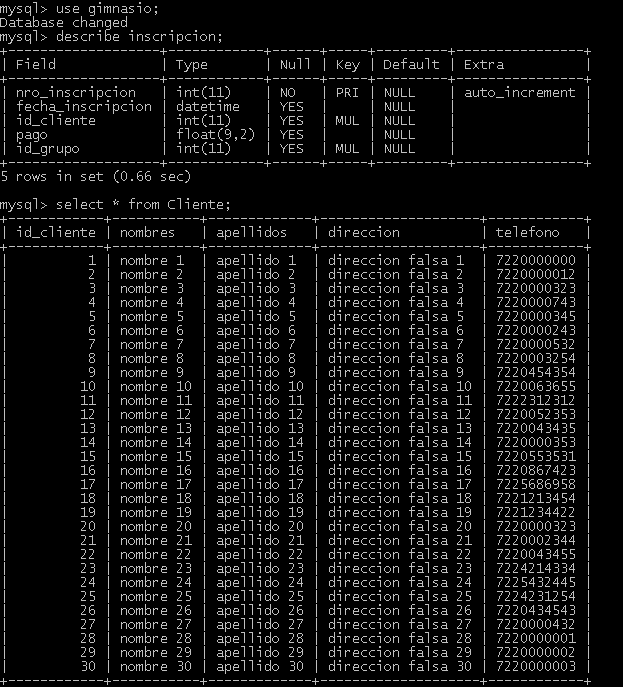 mysql> use gimnasio;
Database changed
mysql> describe inscripcion;
+-------------------+------------+------+-----+---------+----------------+
| Field             | Type       | Null | Key | Default | Extra          |
+-------------------+------------+------+-----+---------+----------------+
| nro_inscripcion   | int(11)    | NO   | PRI | NULL    | auto_increment |
| fecha_inscripcion | datetime   | YES  |     | NULL    |                |
| id_cliente        | int(11)    | YES  | MUL | NULL    |                |
| pago              | float(9,2) | YES  |     | NULL    |                |
| id_grupo          | int(11)    | YES  | MUL | NULL    |                |
+-------------------+------------+------+-----+---------+----------------+
5 rows in set (0.66 sec)
mysql> select * from Cliente;
+------------+-----------+-------------+--------------------+------------+
| id_cliente | nombres   | apellidos   | direccion          | telefono   |
+------------+-----------+-------------+--------------------+------------+
|          1 | nombre 1  | apellido 1  | direccion falsa 1  | 7220000000 |
|          2 | nombre 2  | apellido 2  | direccion falsa 2  | 7220000012 |
|          3 | nombre 3  | apellido 3  | direccion falsa 3  | 7220000323 |
|          4 | nombre 4  | apellido 4  | direccion falsa 4  | 7220000743 |
|          5 | nombre 5  | apellido 5  | direccion falsa 5  | 7220000345 |
|          6 | nombre 6  | apellido 6  | direccion falsa 6  | 7220000243 |
|          7 | nombre 7  | apellido 7  | direccion falsa 7  | 7220000532 |
|          8 | nombre 8  | apellido 8  | direccion falsa 8  | 7220003254 |
|          9 | nombre 9  | apellido 9  | direccion falsa 9  | 7220454354 |
|         10 | nombre 10 | apellido 10 | direccion falsa 10 | 7220063655 |
|         11 | nombre 11 | apellido 11 | direccion falsa 11 | 7222312312 |
|         12 | nombre 12 | apellido 12 | direccion falsa 12 | 7220052353 |
|         13 | nombre 13 | apellido 13 | direccion falsa 13 | 7220043435 |
|         14 | nombre 14 | apellido 14 | direccion falsa 14 | 7220000353 |
|         15 | nombre 15 | apellido 15 | direccion falsa 15 | 7220553531 |
|         16 | nombre 16 | apellido 16 | direccion falsa 16 | 7220867423 |
|         17 | nombre 17 | apellido 17 | direccion falsa 17 | 7225686958 |
|         18 | nombre 18 | apellido 18 | direccion falsa 18 | 7221213454 |
|         19 | nombre 19 | apellido 19 | direccion falsa 19 | 7221234422 |
|         20 | nombre 20 | apellido 20 | direccion falsa 20 | 7220000323 |
|         21 | nombre 21 | apellido 21 | direccion falsa 21 | 7220002344 |
|         22 | nombre 22 | apellido 22 | direccion falsa 22 | 7220043455 |
|         23 | nombre 23 | apellido 23 | direccion falsa 23 | 7224214334 |
|         24 | nombre 24 | apellido 24 | direccion falsa 24 | 7225432445 |
|         25 | nombre 25 | apellido 25 | direccion falsa 25 | 7224231254 |
|         26 | nombre 26 | apellido 26 | direccion falsa 26 | 7220434543 |
|         27 | nombre 27 | apellido 27 | direccion falsa 27 | 7220000432 |
|         28 | nombre 28 | apellido 28 | direccion falsa 28 | 7220000001 |
|         29 | nombre 29 | apellido 29 | direccion falsa 29 | 7220000002 |
|         30 | nombre 30 | apellido 30 | direccion falsa 30 | 7220000003 |
+------------+-----------+-------------+--------------------+------------+